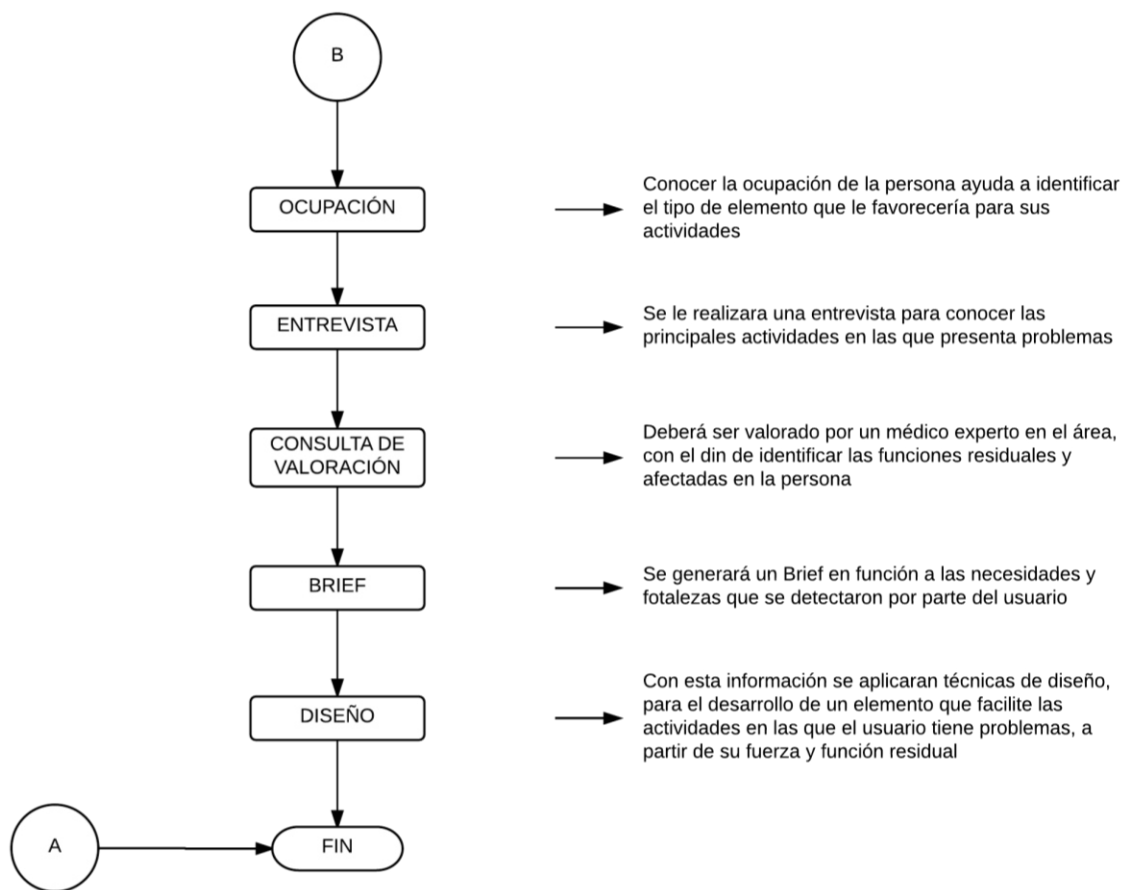 B
OCUPACIÓN
Conocer la ocupación de la persona ayuda a identificar
el tipo de elemento que le favorecería para sus
actividades
ENTREVISTA
Se le realizara una entrevista para conocer las
principales actividades en las que presenta problemas
CONSULTA DE
VALORACIÓN
Deberá ser valorado por un médico experto en el área,
con el din de identificar las funciones residuales y
afectadas en la persona
BRIEF
Se generará un Brief en función a las necesidades y
fotalezas que se detectaron por parte del usuario
DISEÑO
Con esta información se aplicaran técnicas de diseño,
para el desarrollo de un elemento que facilite las
actividades en las que el usuario tiene problemas, a
partir de su fuerza y función residual
A
FIN